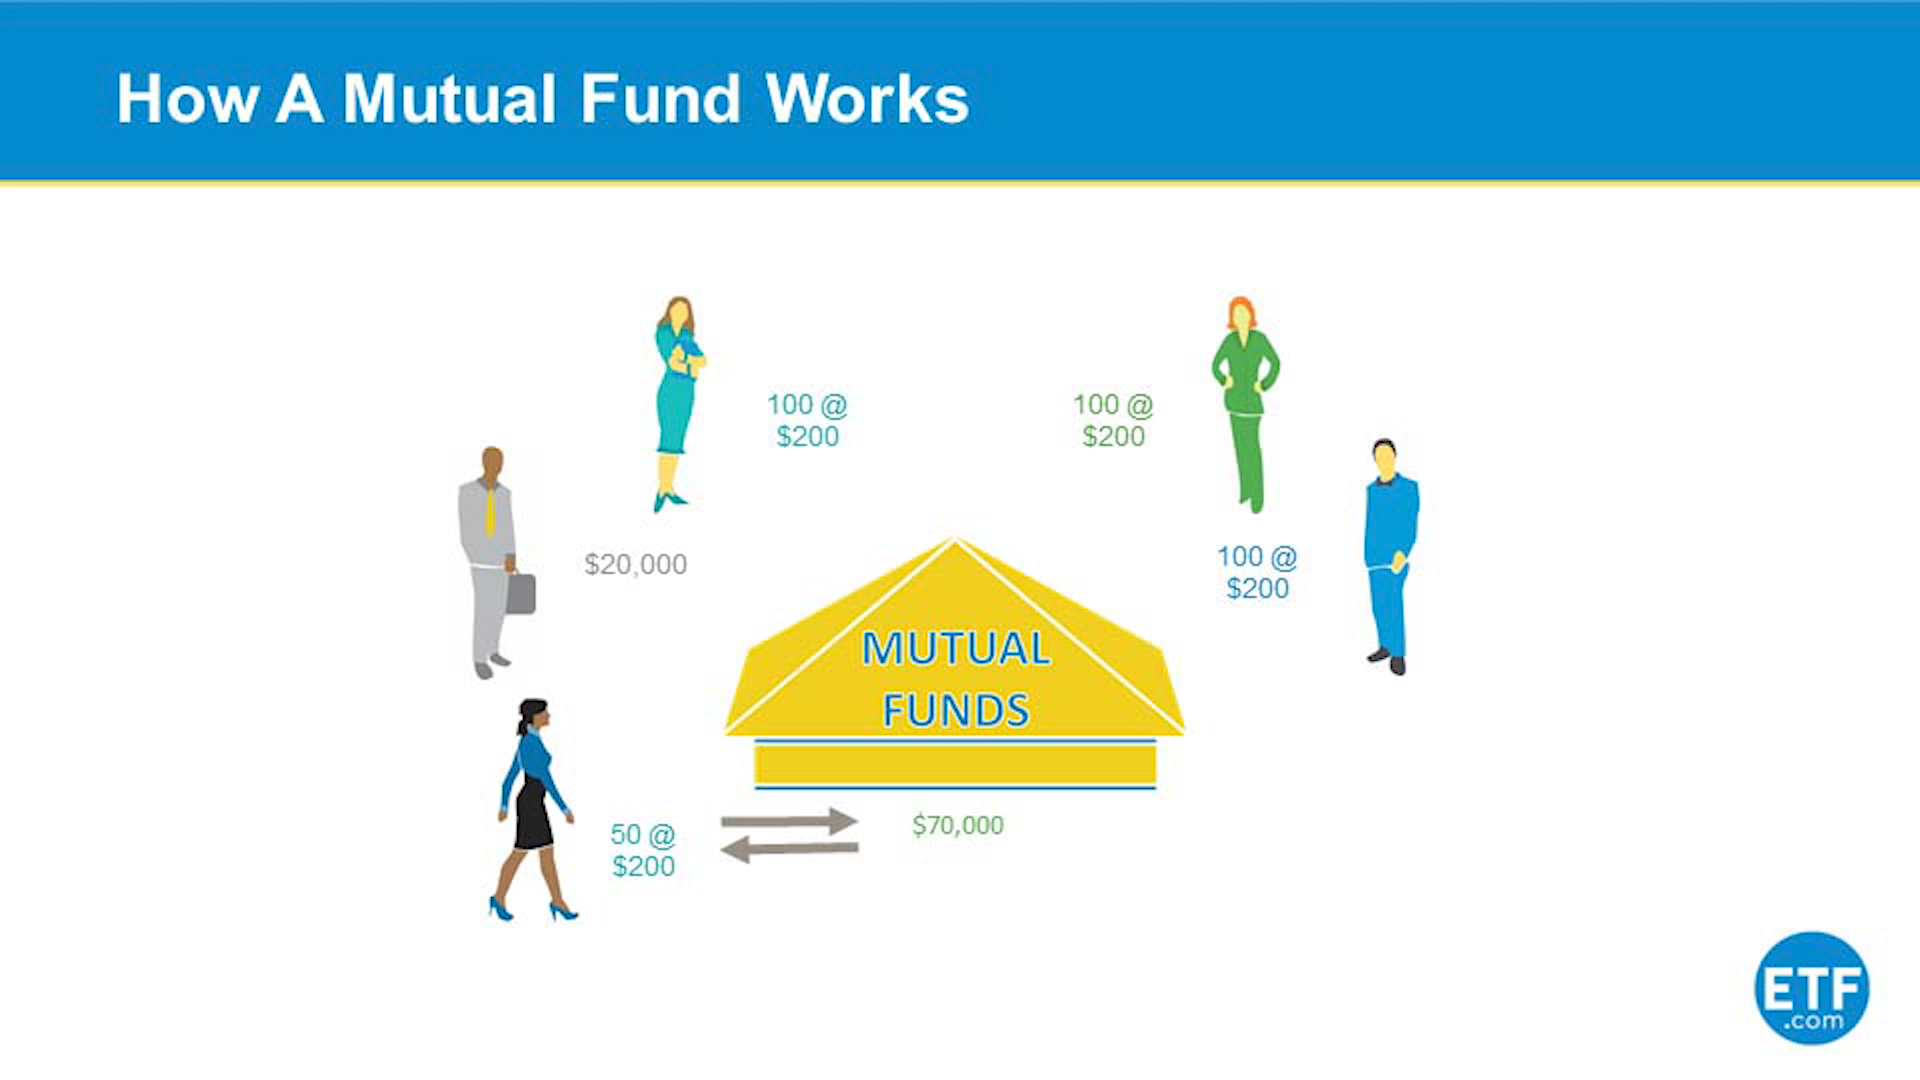 How A Mutual Fund Works
100 @
$200
100 @
$200
$20,000
100 @
$200
MUTUAL
FUNDS
50 @
$200
$70,000
ETF
.com